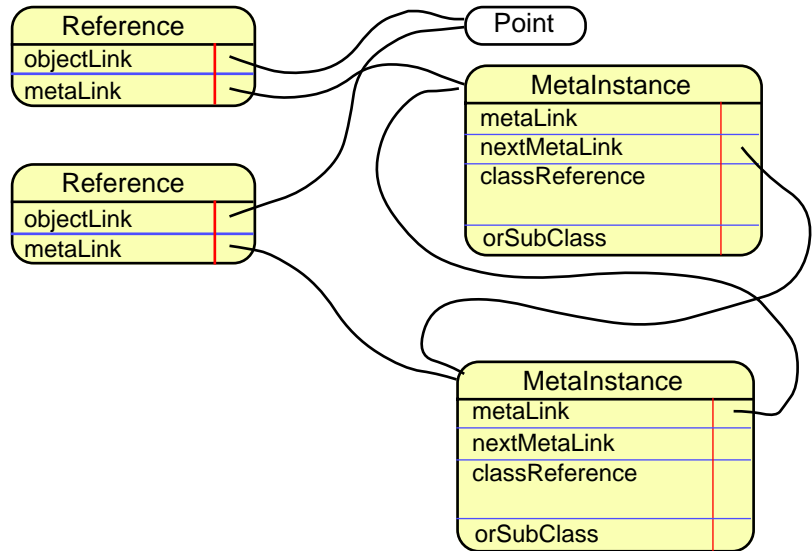 Reference
objectLink
metaLink
Point
MetaInstance
metaLink
nextMetaLink
classReference
orSubClass
Reference
objectLink
metaLink
MetaInstance
metaLink
nextMetaLink
classReference
orSubClass